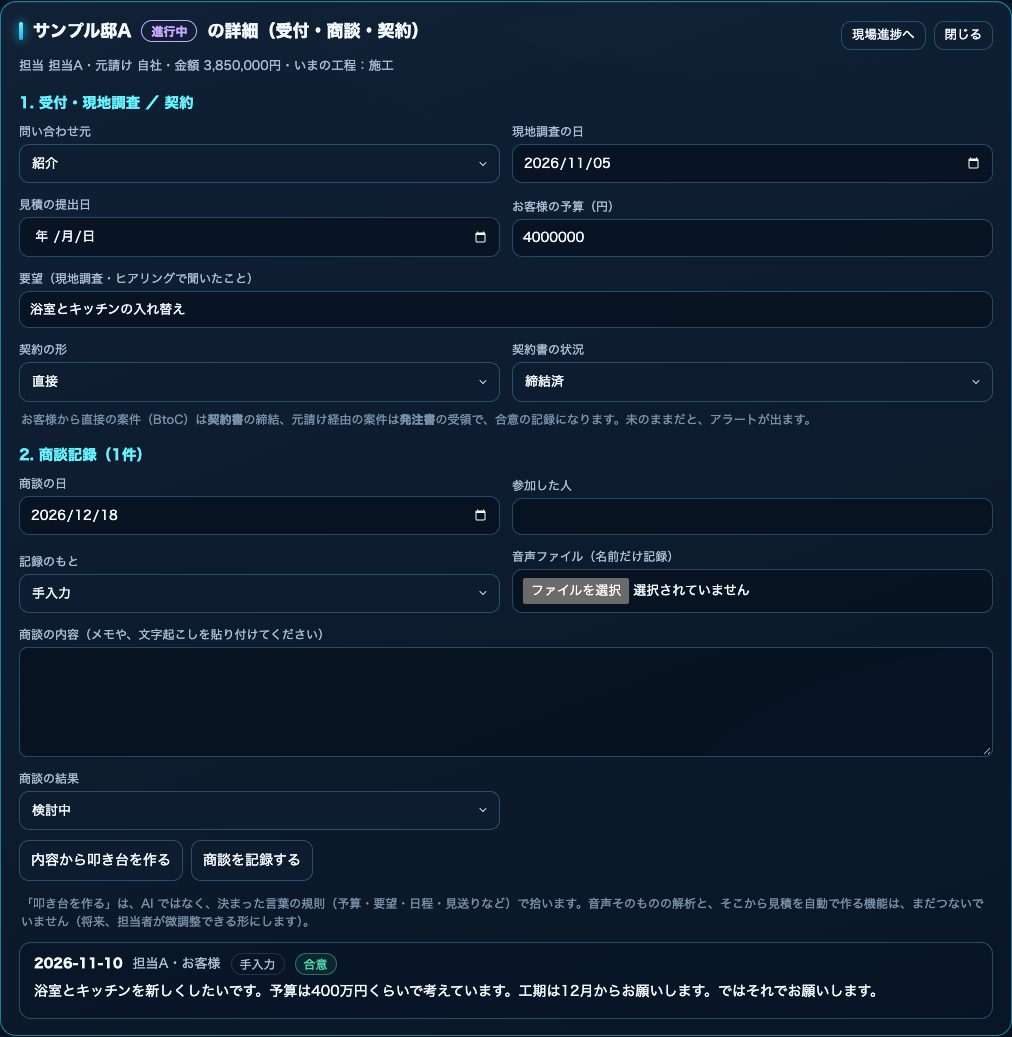 サンプル邸A 進行中 の詳細（受付・商談・契約）
現場進捗へ 閉じる
担当 担当A・元請け 自社・金額 3,850,000円・いまの工程：施工
1. 受付・現地調査 ／ 契約
問い合わせ元 現地調査の日
紹介 2026/11/05
見積の提出日 お客様の予算（円）
年 /月/日 4000000
要望（現地調査・ヒアリングで聞いたこと）
浴室とキッチンの入れ替え
契約の形 契約書の状況
直接 締結済
お客様から直接の案件（BtoC）は契約書の締結、元請け経由の案件は発注書の受領で、合意の記録になります。未のままだと、アラートが出ます。
2. 商談記録（1件）
商談の日 参加した人
2026/12/18
記録のもと 音声ファイル（名前だけ記録）
手入力 ファイルを選択 選択されていません
商談の内容（メモや、文字起こしを貼り付けてください）
商談の結果
検討中
内容から叩き台を作る 商談を記録する
「叩き台を作る」は、AI ではなく、決まった言葉の規則（予算・要望・日程・見送りなど）で拾います。音声そのものの解析と、そこから見積を自動で作る機能は、まだつないで
いません（将来、担当者が微調整できる形にします）。
2026-11-10 担当A・お客様 手入力 合意
浴室とキッチンを新しくしたいです。予算は400万円くらいで考えています。工期は12月からお願いします。ではそれでお願いします。